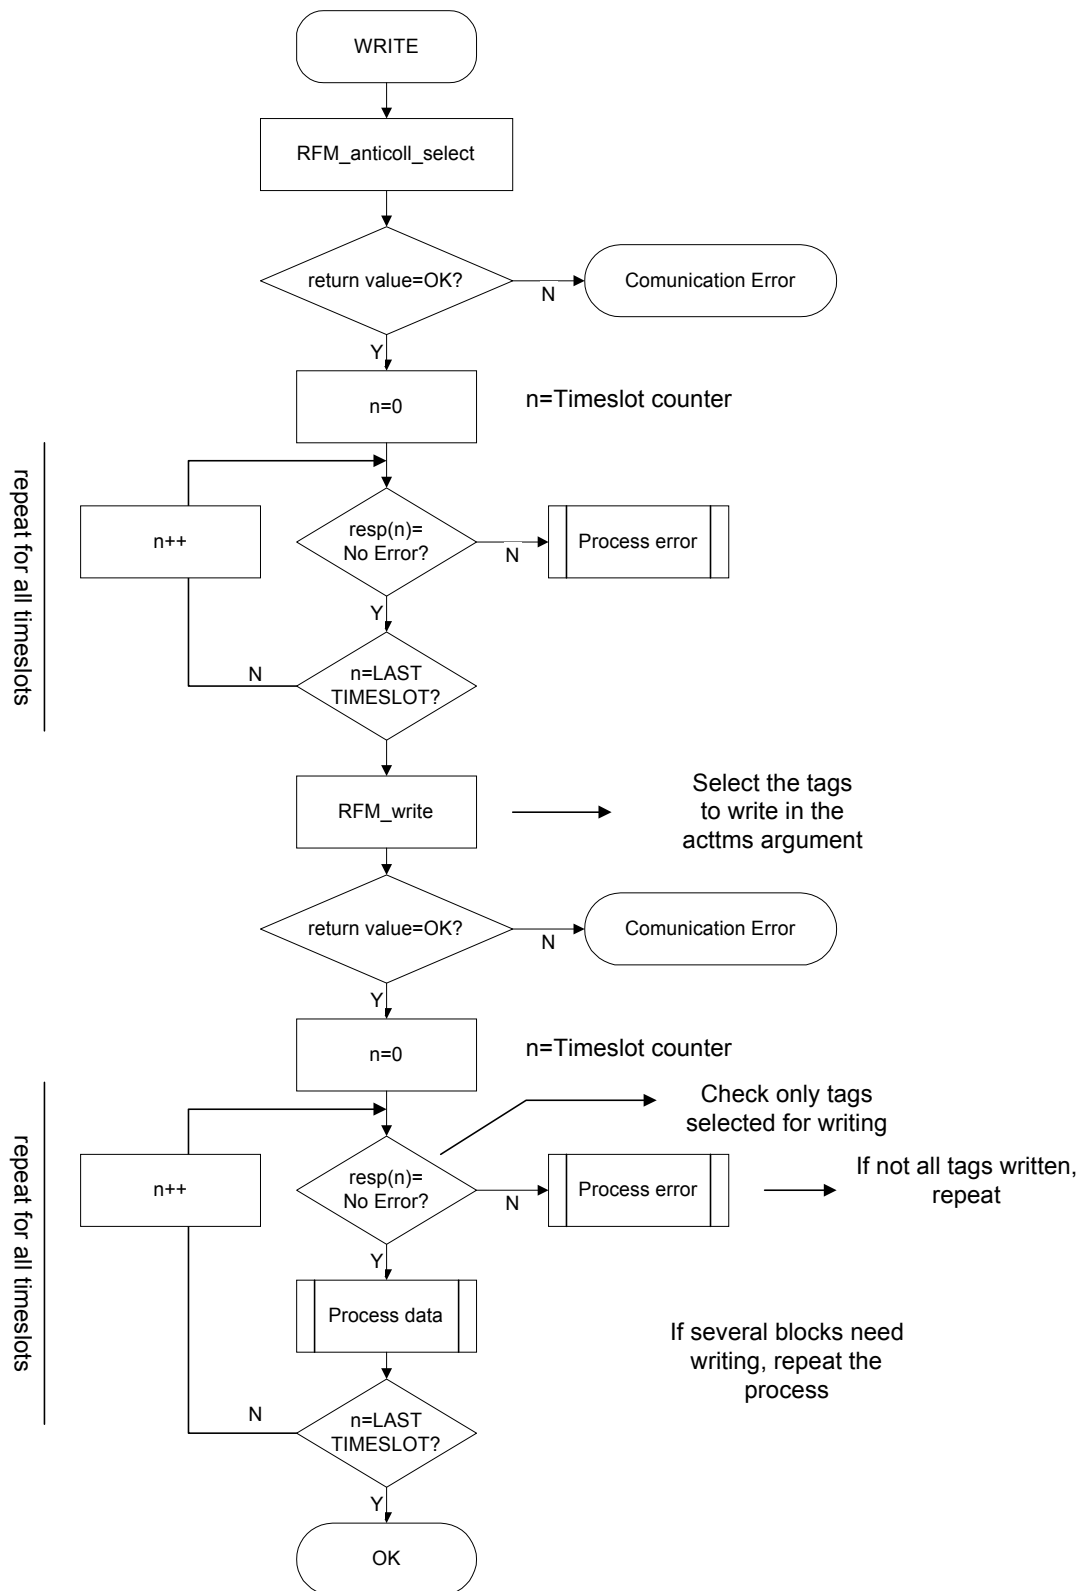 WRITE
RFM_anticoll_select
return value=OK?
N
Comunication Error
Y
n=0
n=Timeslot counter
repeat for all timeslots
n++
resp(n)=
No Error?
N
Process error
Y
N
n=LAST
TIMESLOT?
RFM_write
Select the tags
to write in the
acttms argument
return value=OK?
N
Comunication Error
Y
n=0
n=Timeslot counter
repeat for all timeslots
Check only tags
selected for writing
n++
resp(n)=
No Error?
N
Process error
If not all tags written,
repeat
Y
Process data
If several blocks need
writing, repeat the
process
N
n=LAST
TIMESLOT?
Y
OK